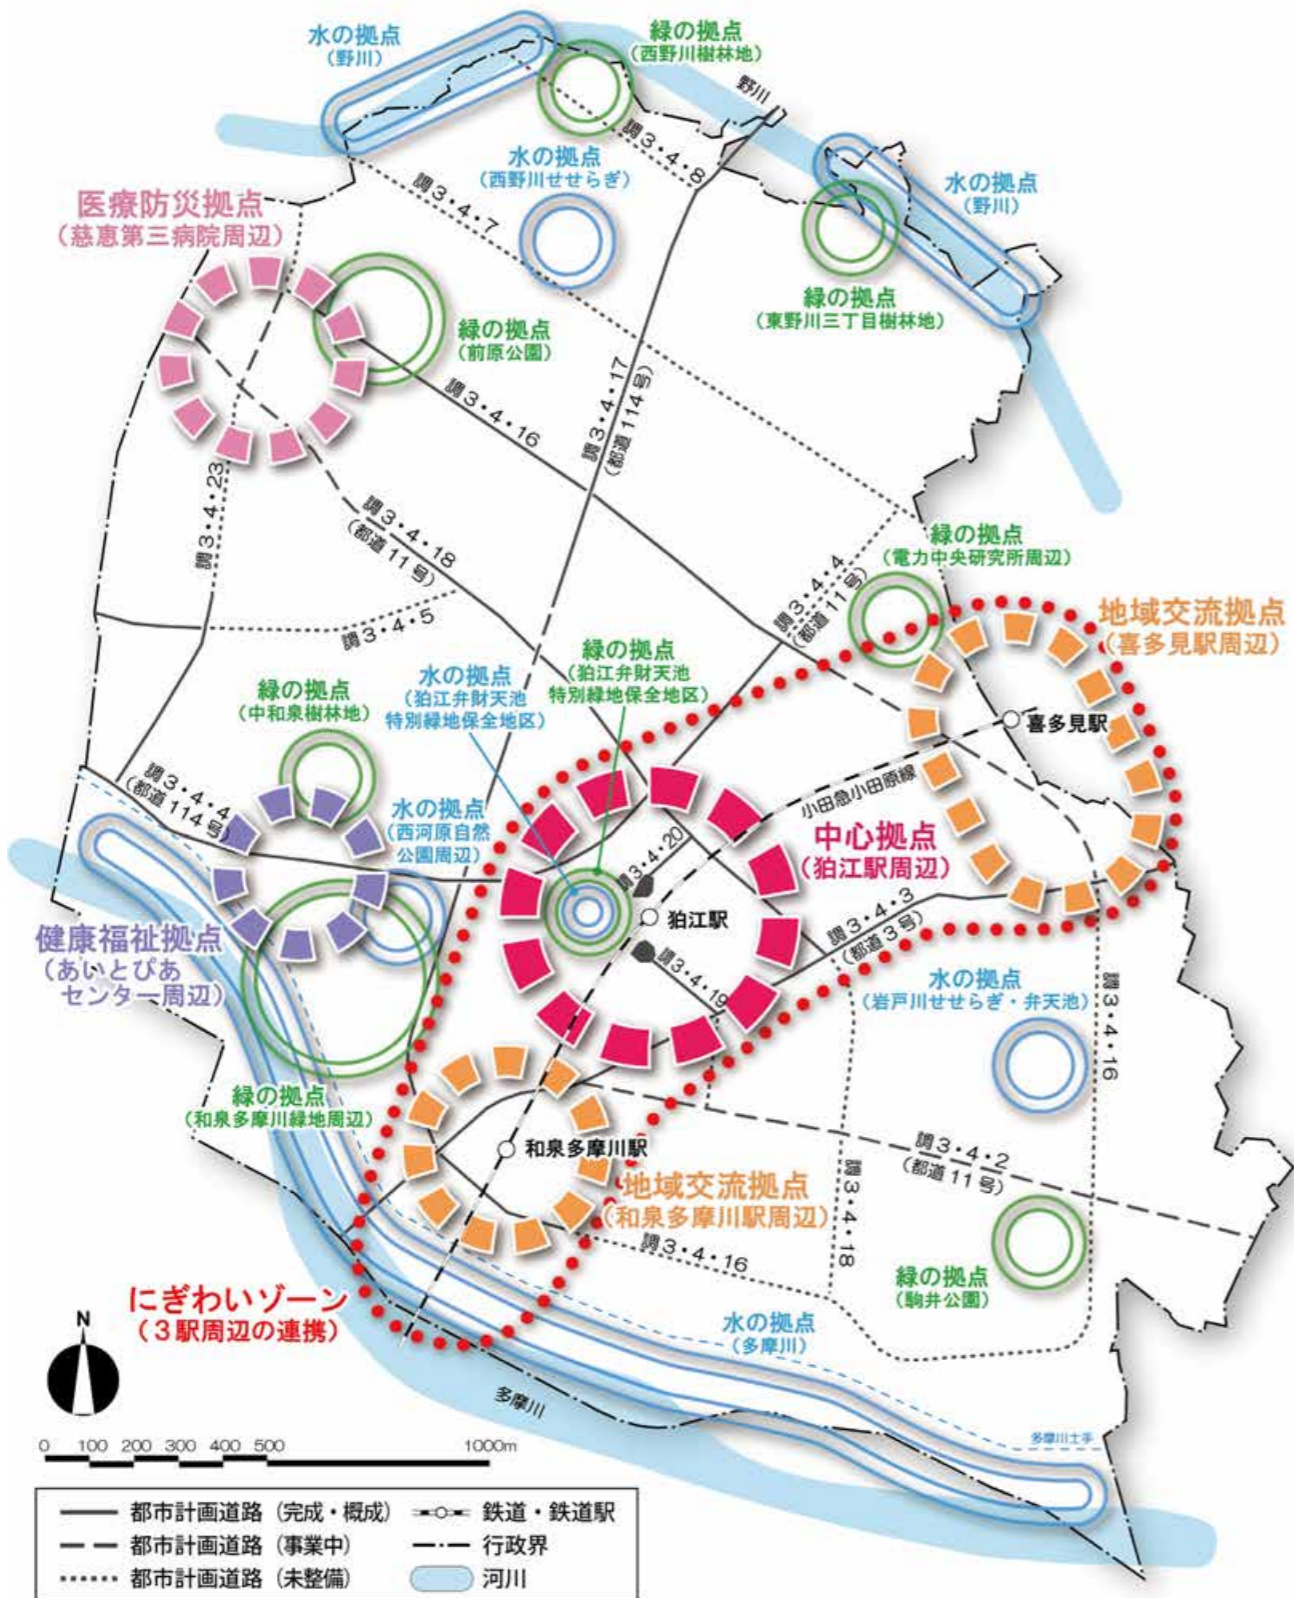 水の拠点
（野川）
緑の拠点
（西野川樹林地）
野川
調3・4・8
水の拠点
（西野川せせらぎ）
調3・4・7
水の拠点
（野川）
医療防災拠点
（慈恵第三病院周辺）
緑の拠点
（東野川三丁目樹林地）
緑の拠点
（前原公園）
調3・4・17
（都道114号）
調3・4・16
調3・4・23
調3・4・18
（都道11号）
緑の拠点
（電力中央研究所周辺）
調3・4・4
（都道11号）
調3・4・5
地域交流拠点
（喜多見駅周辺）
緑の拠点
（狛江弁財天池
特別緑地保全地区）
水の拠点
（狛江弁財天池
特別緑地保全地区）
緑の拠点
（中和泉樹林地）
喜多見駅
調3・4・4
（都道114号）
小田急小田原線
水の拠点
（西河原自然
公園周辺）
中心拠点
（狛江駅周辺）
調3・4・20
狛江駅
調3・4・3
（都道3号）
健康福祉拠点
（あいとぴあ
センター周辺）
調3・4・19
水の拠点
（岩戸川せせらぎ・弁天池）
調3・4・16
緑の拠点
（和泉多摩川緑地周辺）
和泉多摩川駅
調3・4・2
（都道11号）
地域交流拠点
（和泉多摩川駅周辺）
調3・4・18
調3・4・16
緑の拠点
（駒井公園）
にぎわいゾーン
（3駅周辺の連携）
水の拠点
（多摩川）
N
多摩川
多摩川土手
0 100 200 300 400 500 1000m
都市計画道路（完成・概成）
鉄道・鉄道駅
都市計画道路（事業中）
行政界
都市計画道路（未整備）
河川